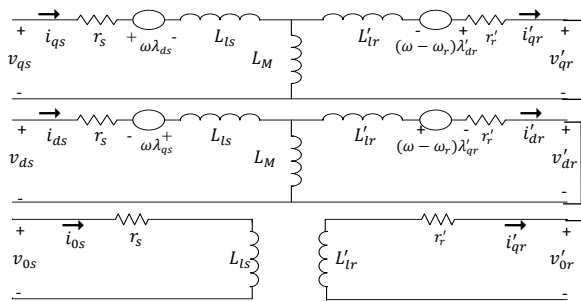 + i_qs r_s + ωλ_ds - L_ls L'_lr - (ω − ω_r)λ'_dr + r'_r i'_qr +
v_qs L_M v'_qr
- -
+ i_ds r_s - ωλ_qs + L_ls L'_lr + (ω − ω_r)λ'_qr - r'_r i'_dr +
v_ds L_M v'_dr
- -
+ i_0s r_s r'_r i'_qr +
v_0s L_ls L'_lr v'_0r
- -